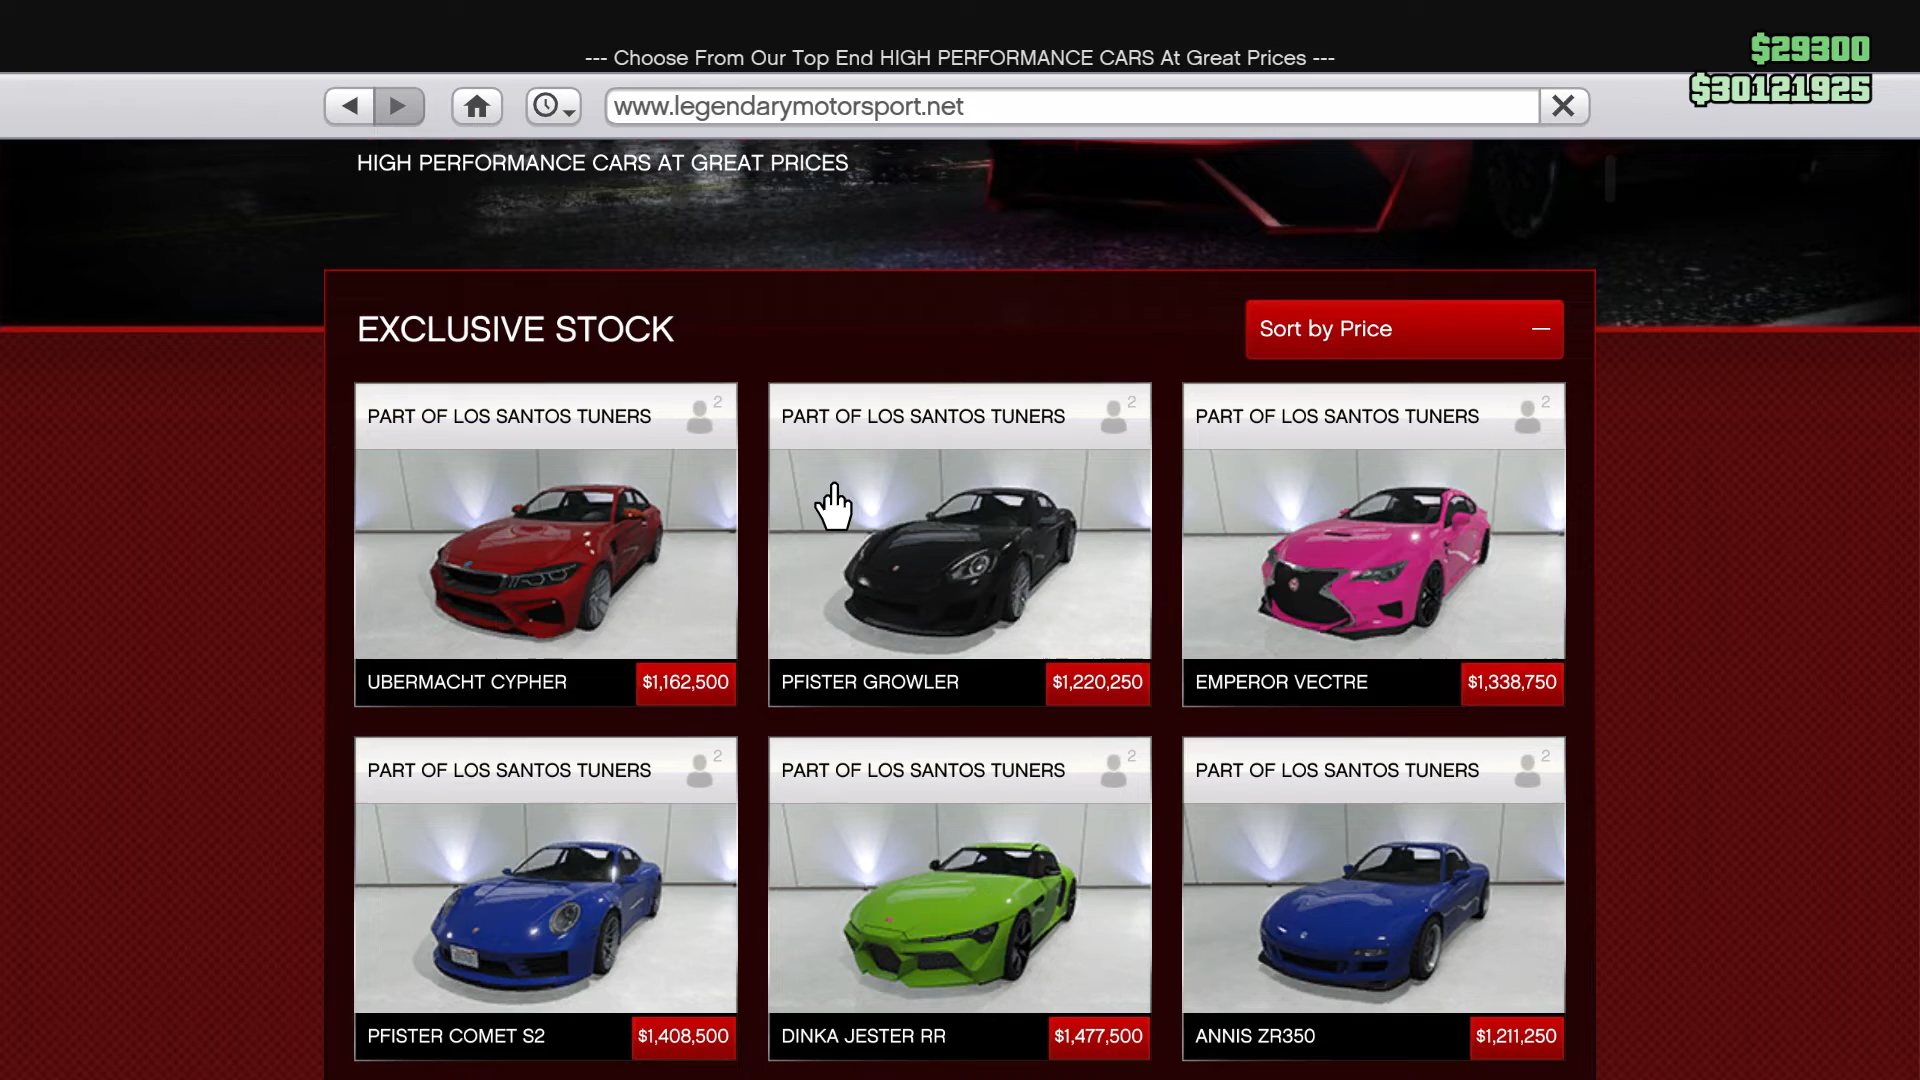 --- Choose From Our Top End HIGH PERFORMANCE CARS At Great Prices ---
$29300
$30121925
www.legendarymotorsport.net
HIGH PERFORMANCE CARS AT GREAT PRICES
EXCLUSIVE STOCK
Sort by Price
PART OF LOS SANTOS TUNERS 2
PART OF LOS SANTOS TUNERS 2
PART OF LOS SANTOS TUNERS 2
UBERMACHT CYPHER $1,162,500
PFISTER GROWLER $1,220,250
EMPEROR VECTRE $1,338,750
PART OF LOS SANTOS TUNERS 2
PART OF LOS SANTOS TUNERS 2
PART OF LOS SANTOS TUNERS 2
PFISTER COMET S2 $1,408,500
DINKA JESTER RR $1,477,500
ANNIS ZR350 $1,211,250